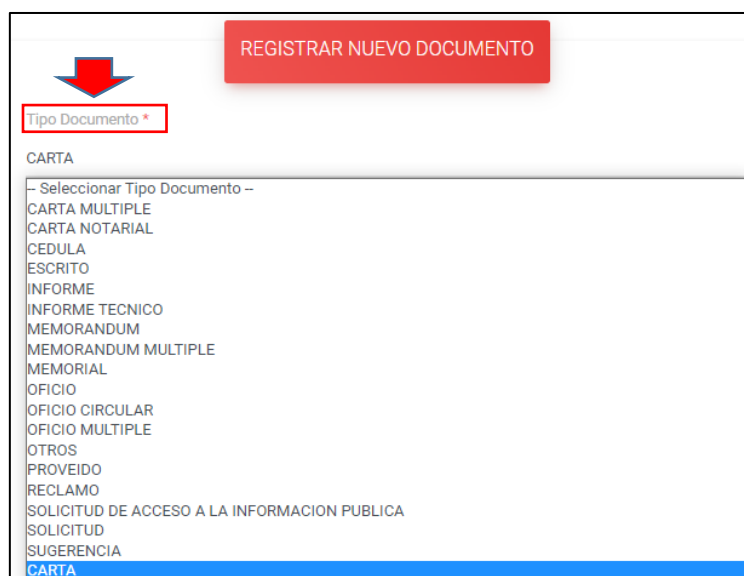 REGISTRAR NUEVO DOCUMENTO
Tipo Documento *
CARTA
-- Seleccionar Tipo Documento --
CARTA MULTIPLE
CARTA NOTARIAL
CEDULA
ESCRITO
INFORME
INFORME TECNICO
MEMORANDUM
MEMORANDUM MULTIPLE
MEMORIAL
OFICIO
OFICIO CIRCULAR
OFICIO MULTIPLE
OTROS
PROVEIDO
RECLAMO
SOLICITUD DE ACCESO A LA INFORMACION PUBLICA
SOLICITUD
SUGERENCIA
CARTA